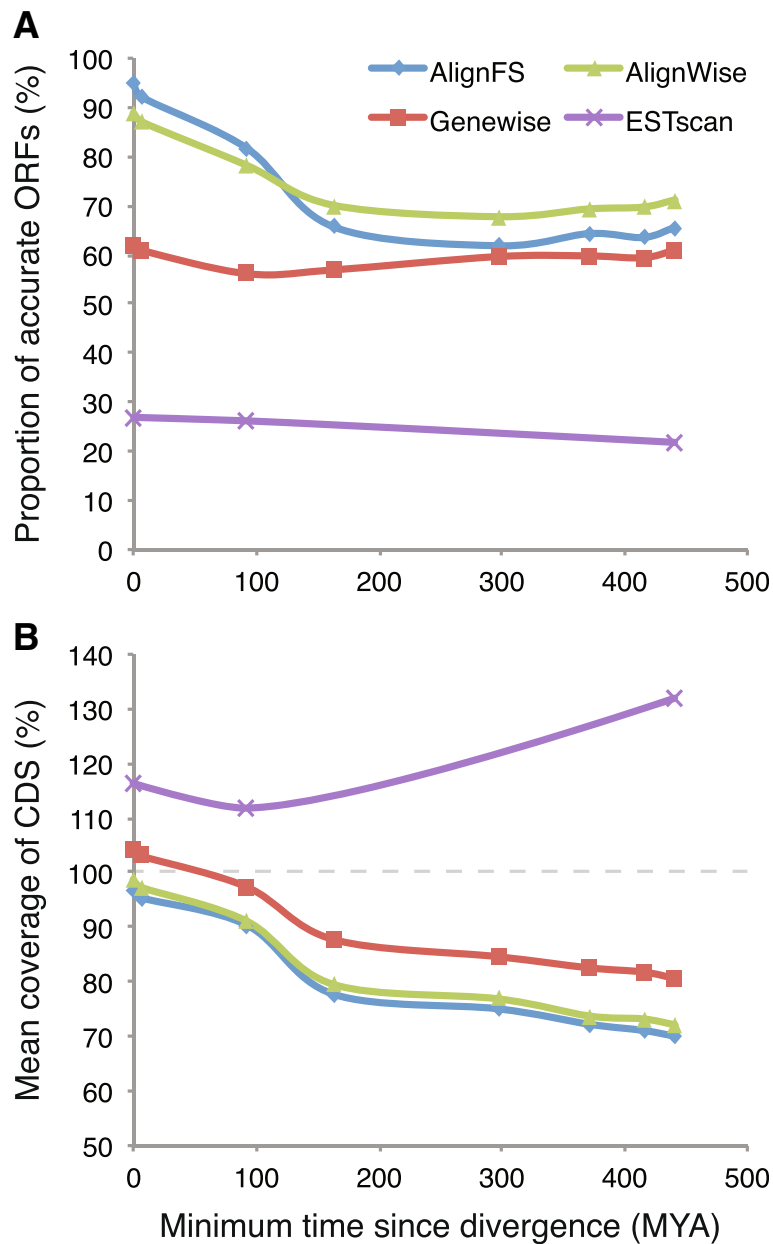 A
Proportion of accurate ORFs (%)
100
90
80
70
60
50
40
30
20
10
0
AlignFS
AlignWise
Genewise
ESTscan
0 100 200 300 400 500
B
Mean coverage of CDS (%)
140
130
120
110
100
90
80
70
60
50
0 100 200 300 400 500
Minimum time since divergence (MYA)